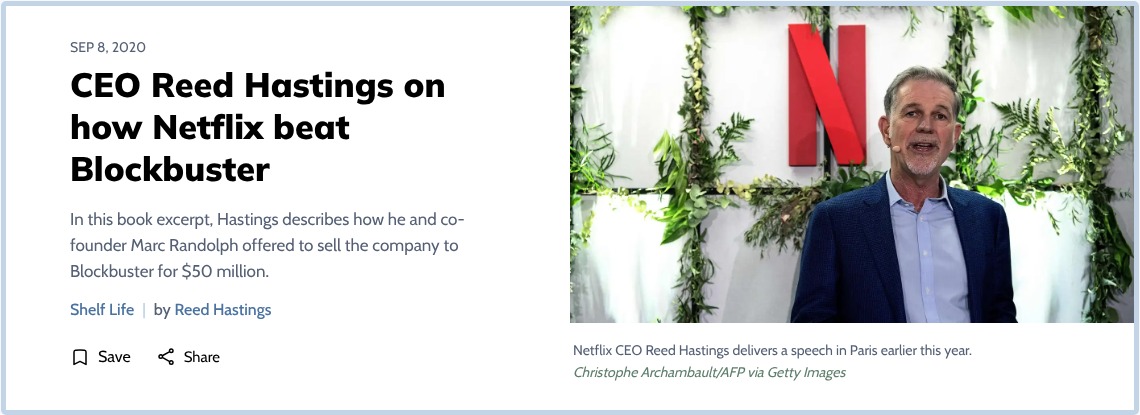 SEP 8, 2020
CEO Reed Hastings on
how Netflix beat
Blockbuster
In this book excerpt, Hastings describes how he and co-
founder Marc Randolph offered to sell the company to
Blockbuster for $50 million.
Shelf Life | by Reed Hastings
Save Share
N
Netflix CEO Reed Hastings delivers a speech in Paris earlier this year.
Christophe Archambault/AFP via Getty Images